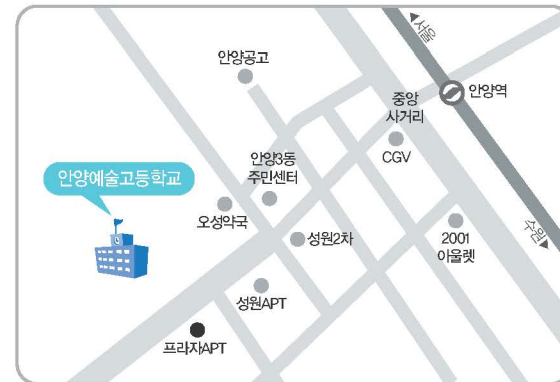 ◀서울
안양공고
안양역
중앙
사거리
CGV
안양3동
주민센터
안양예술고등학교
오성약국
성원2차
2001
아울렛
수원▶
성원APT
프라자APT